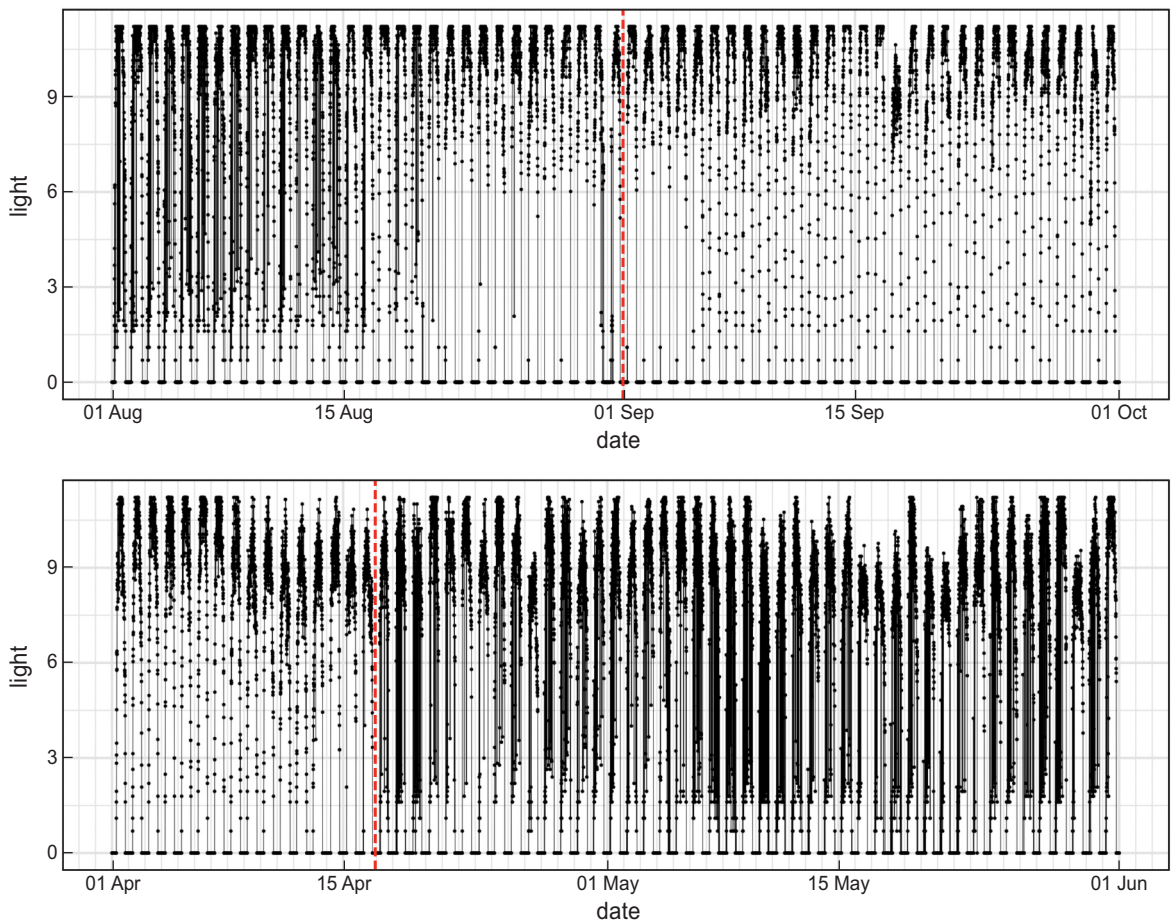 light
9
6
3
0
01 Aug
15 Aug
01 Sep
15 Sep
01 Oct
date
light
9
6
3
0
01 Apr
15 Apr
01 May
15 May
01 Jun
date